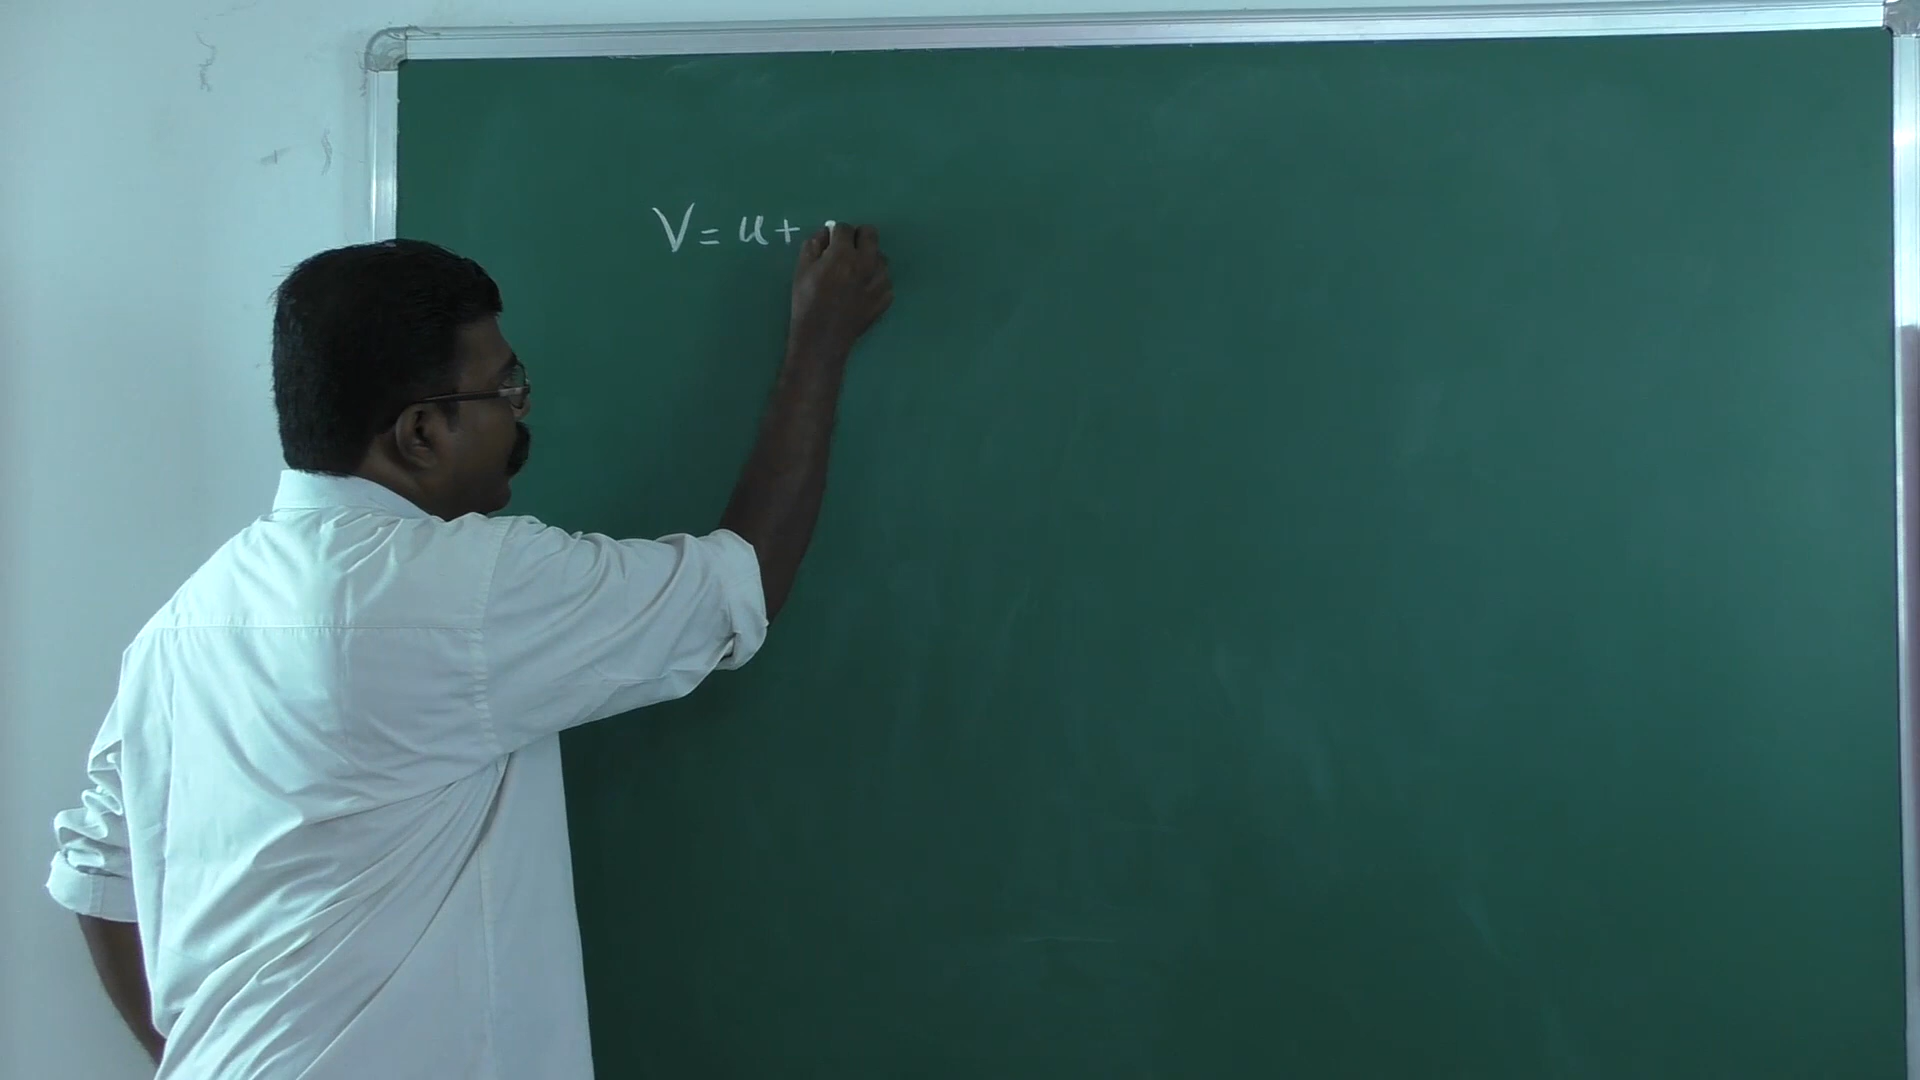 V = u +